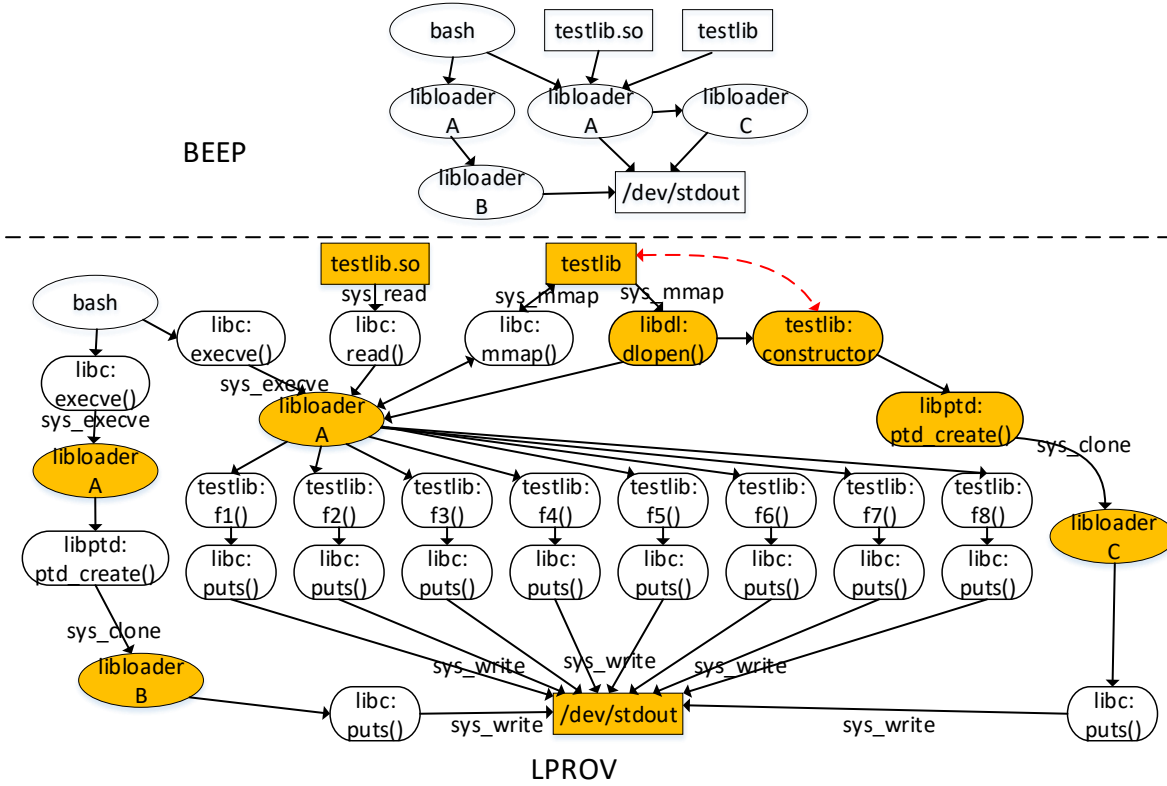 bash
testlib.so
testlib
libloader
A
libloader
A
libloader
C
BEEP
libloader
B
/dev/stdout
testlib.so
testlib
bash
sys_read
sys_mmap
sys_mmap
libc:
execve()
libc:
read()
libc:
mmap()
libdl:
dlopen()
testlib:
constructor
libc:
execve()
sys_execve
sys_execve
libloader
A
libptd:
ptd_create()
sys_clone
libloader
A
testlib:
f1()
testlib:
f2()
testlib:
f3()
testlib:
f4()
testlib:
f5()
testlib:
f6()
testlib:
f7()
testlib:
f8()
libloader
C
libptd:
ptd_create()
libc:
puts()
libc:
puts()
libc:
puts()
libc:
puts()
libc:
puts()
libc:
puts()
libc:
puts()
libc:
puts()
sys_clone
libloader
B
sys_write
sys_write
sys_write
libc:
puts()
sys_write
/dev/stdout
sys_write
libc:
puts()
LPROV